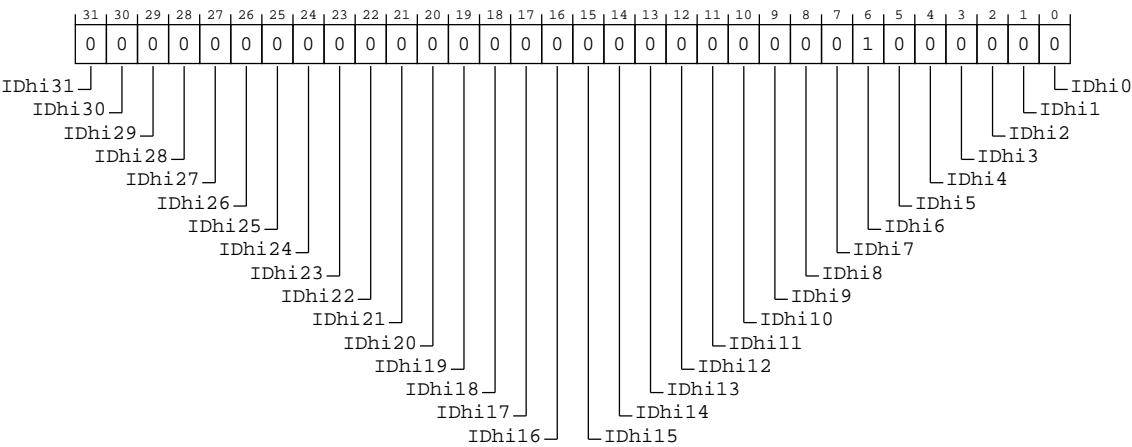 31 30 29 28 27 26 25 24 23 22 21 20 19 18 17 16 15 14 13 12 11 10 9 8 7 6 5 4 3 2 1 0
0 0 0 0 0 0 0 0 0 0 0 0 0 0 0 0 0 0 0 0 0 0 0 0 0 1 0 0 0 0 0 0
IDhi31 IDhi0
IDhi30 IDhi1
IDhi29 IDhi2
IDhi28 IDhi3
IDhi27 IDhi4
IDhi26 IDhi5
IDhi25 IDhi6
IDhi24 IDhi7
IDhi23 IDhi8
IDhi22 IDhi9
IDhi21 IDhi10
IDhi20 IDhi11
IDhi19 IDhi12
IDhi18 IDhi13
IDhi17 IDhi14
IDhi16 IDhi15